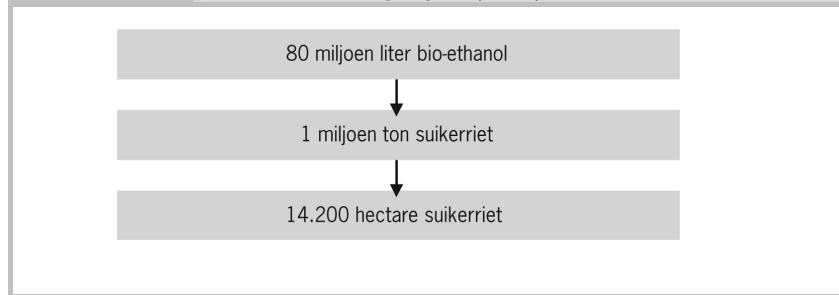 80 miljoen liter bio-ethanol
1 miljoen ton suikerriet
14.200 hectare suikerriet